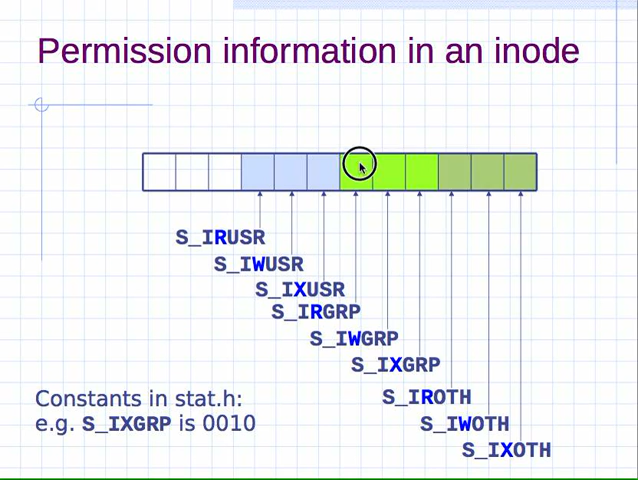 Permission information in an inode
S_IRUSR
S_IWUSR
S_IXUSR
S_IRGRP
S_IWGRP
S_IXGRP
S_IROTH
S_IWOTH
S_IXOTH
Constants in stat.h:
e.g. S_IXGRP is 0010